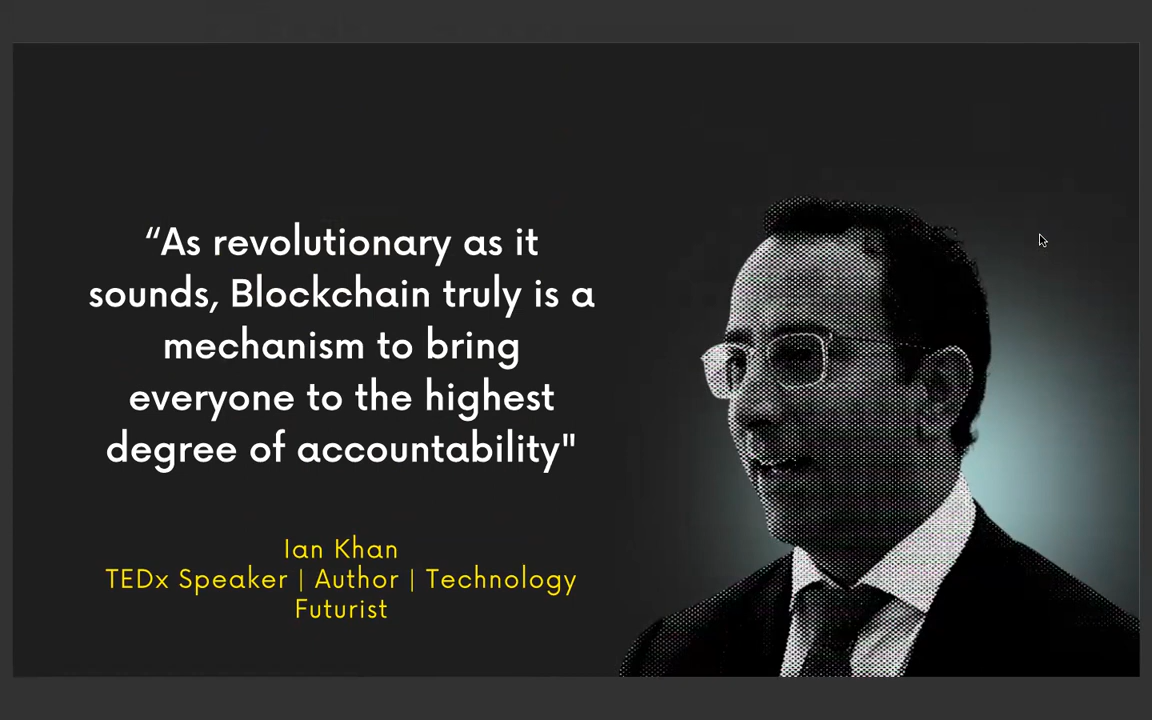 “As revolutionary as it
sounds, Blockchain truly is a
mechanism to bring
everyone to the highest
degree of accountability"
Ian Khan
TEDx Speaker | Author | Technology
Futurist